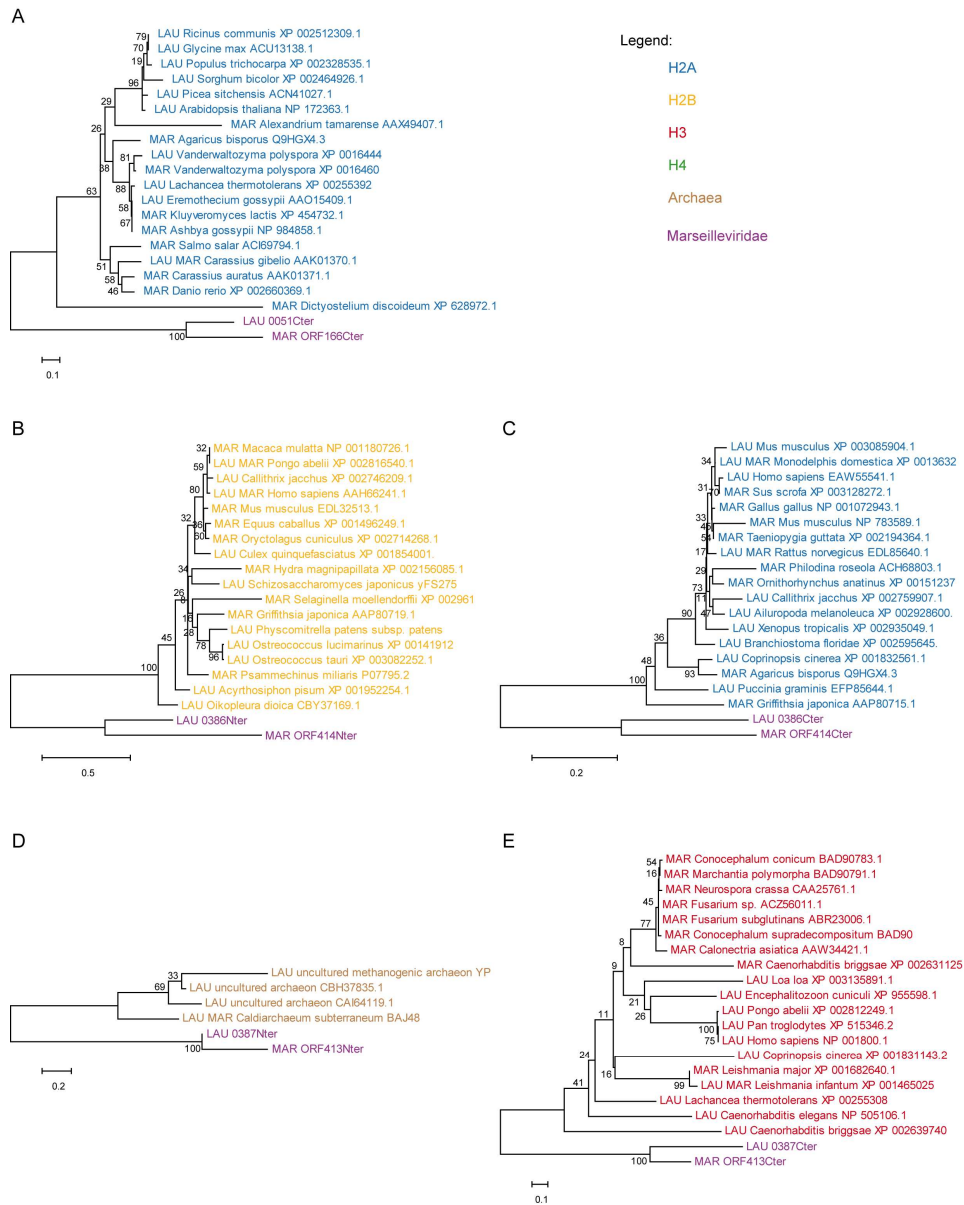 A
LAU Ricinus communis XP 002512309.1
LAU Glycine max ACU13138.1
LAU Populus trichocarpa XP 002328535.1
LAU Sorghum bicolor XP 002464926.1
LAU Picea sitchensis ACN41027.1
LAU Arabidopsis thaliana NP 172363.1
MAR Alexandrium tamarense AAX49407.1
MAR Agaricus bisporus Q9HGX4.3
LAU Vanderwaltozyma polyspora XP 0016444
MAR Vanderwaltozyma polyspora XP 0016460
LAU Lachancea thermotolerans XP 00255392
LAU Eremothecium gossypii AAO15409.1
MAR Kluyveromyces lactis XP 454732.1
MAR Ashbya gossypii NP 984858.1
MAR Salmo salar ACI69794.1
LAU MAR Carassius gibelio AAK01370.1
MAR Carassius auratus AAK01371.1
MAR Danio rerio XP 002660369.1
MAR Dictyostelium discoideum XP 628972.1
LAU 0051Cter
MAR ORF166Cter
79
70
19
96
29
26
38
81
88
58
67
63
51
58
46
100
0.1
Legend:
H2A
H2B
H3
H4
Archaea
Marseilleviridae
B
MAR Macaca mulatta NP 001180726.1
LAU MAR Pongo abelii XP 002816540.1
LAU Callithrix jacchus XP 002746209.1
LAU MAR Homo sapiens AAH66241.1
MAR Mus musculus EDL32513.1
MAR Equus caballus XP 001496249.1
MAR Oryctolagus cuniculus XP 002714268.1
LAU Culex quinquefasciatus XP 001854001.
MAR Hydra magnipapillata XP 002156085.1
LAU Schizosaccharomyces japonicus yFS275
MAR Selaginella moellendorffii XP 002961
MAR Griffithsia japonica AAP80719.1
LAU Physcomitrella patens subsp. patens
LAU Ostreococcus lucimarinus XP 00141912
LAU Ostreococcus tauri XP 003082252.1
MAR Psammechinus miliaris P07795.2
LAU Acyrthosiphon pisum XP 001952254.1
LAU Oikopleura dioica CBY37169.1
LAU 0386Nter
MAR ORF414Nter
32
59
80
32
36
60
34
26
8
16
28
78
96
45
100
0.5
C
LAU Mus musculus XP 003085904.1
LAU MAR Monodelphis domestica XP 0013632
LAU Homo sapiens EAW55541.1
MAR Sus scrofa XP 003128272.1
MAR Gallus gallus NP 001072943.1
MAR Mus musculus NP 783589.1
MAR Taeniopygia guttata XP 002194364.1
LAU MAR Rattus norvegicus EDL85640.1
MAR Philodina roseola ACH68803.1
MAR Ornithorhynchus anatinus XP 00151237
LAU Callithrix jacchus XP 002759907.1
LAU Ailuropoda melanoleuca XP 002928600.
LAU Xenopus tropicalis XP 002935049.1
LAU Branchiostoma floridae XP 002595645.
LAU Coprinopsis cinerea XP 001832561.1
MAR Agaricus bisporus Q9HGX4.3
LAU Puccinia graminis EFP85644.1
MAR Griffithsia japonica AAP80715.1
LAU 0386Cter
MAR ORF414Cter
34
31
33
54
17
29
73
11
47
90
36
93
48
100
0.2
D
LAU uncultured methanogenic archaeon YP
LAU uncultured archaeon CBH37835.1
LAU uncultured archaeon CAI64119.1
LAU MAR Caldiarchaeum subterraneum BAJ48
LAU 0387Nter
MAR ORF413Nter
33
69
100
0.2
E
MAR Conocephalum conicum BAD90783.1
MAR Marchantia polymorpha BAD90791.1
MAR Neurospora crassa CAA25761.1
MAR Fusarium sp. ACZ56011.1
MAR Fusarium subglutinans ABR23006.1
MAR Conocephalum supradecompositum BAD90
MAR Calonectria asiatica AAW34421.1
MAR Caenorhabditis briggsae XP 002631125
LAU Loa loa XP 003135891.1
LAU Encephalitozoon cuniculi XP 955598.1
LAU Pongo abelii XP 002812249.1
LAU Pan troglodytes XP 515346.2
LAU Homo sapiens NP 001800.1
LAU Coprinopsis cinerea XP 001831143.2
MAR Leishmania major XP 001682640.1
LAU MAR Leishmania infantum XP 001465025
LAU Lachancea thermotolerans XP 00255308
LAU Caenorhabditis elegans NP 505106.1
LAU Caenorhabditis briggsae XP 002639740
LAU 0387Cter
MAR ORF413Cter
54
16
45
77
8
9
21
26
100
75
11
16
99
24
41
100
0.1